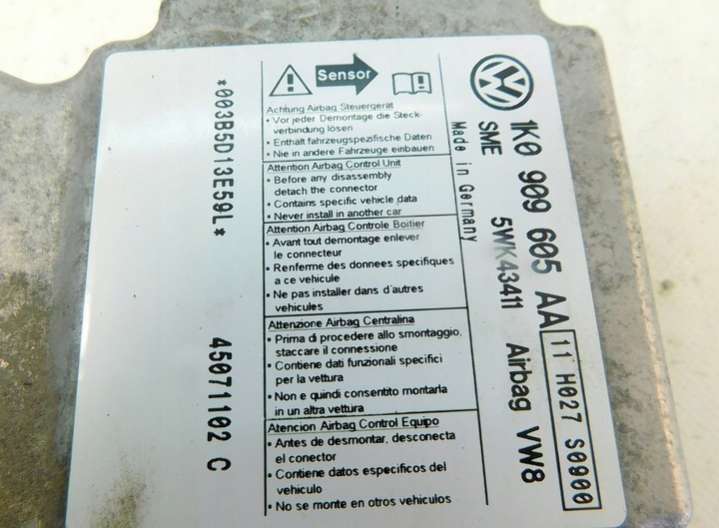 Sensor
Achtung Airbag Steuergerät
• Vor jeder Demontage die Steck-
verbindung lösen
• Enthält fahrzeugspezifische Daten
• Nie in andere Fahrzeuge einbauen
Attention Airbag Control Unit
• Before any disassembly
detach the connector
• Contains specific vehicle data
• Never install in another car
Attention Airbag Controle Boitier
• Avant tout demontage enlever
le connecteur
• Renferme des donnees specifiques
a ce vehicule
• Ne pas installer dans d'autres
vehicules
Attenzione Airbag Centralina
• Prima di procedere allo smontaggio,
staccare il connessione
• Contiene dati funzionali specifici
per la vettura
• Non e quindi consentito montarla
in un altra vettura
Atencion Airbag Control Equipo
• Antes de desmontar, desconecta
el conector
• Contiene datos especificos del
vehiculo
• No se monte en otros vehiculos
VW
1K0 909 605 AA
11 H027 S0900
SME 5WK43411 Airbag VW8
Made in Germany
*003B5D13E59L*
45071102 C